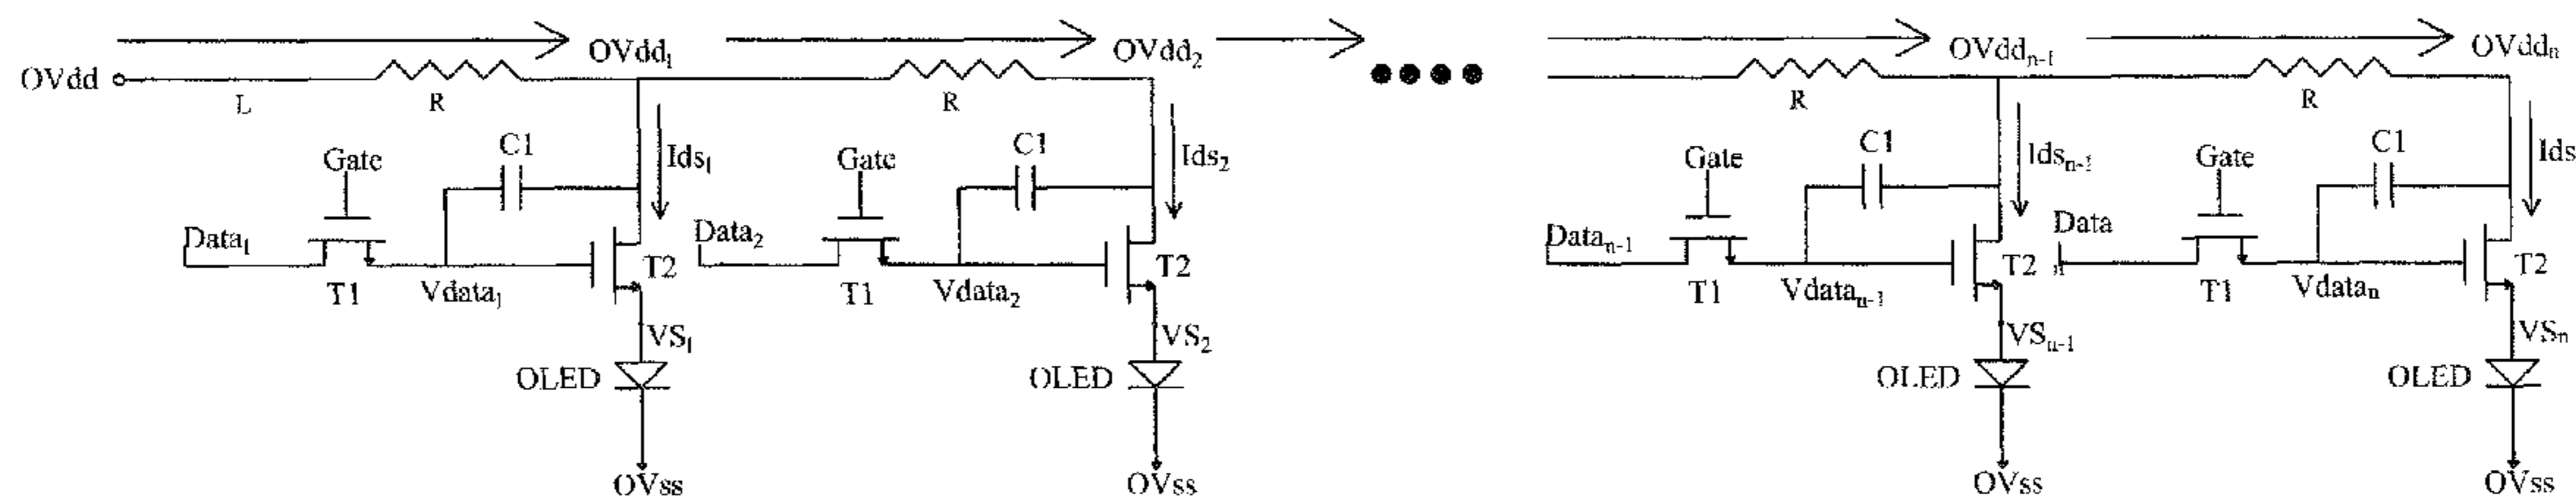 OVdd₁ OVdd₂ OVddₙ₋₁ OVddₙ
OVdd
L R R R R
Gate C1 Ids₁ Gate C1 Ids₂ Gate C1 Idsₙ₋₁ Gate C1 Ids
Data₁ Data₂ Dataₙ₋₁ Data ₙ
T1 Vdata₁ T2 T1 Vdata₂ T2 T1 Vdataₙ₋₁ T2 T1 Vdataₙ T2
VS₁ VS₂ VSₙ₋₁ VSₙ
OLED OLED OLED OLED
OVss OVss OVss OVss